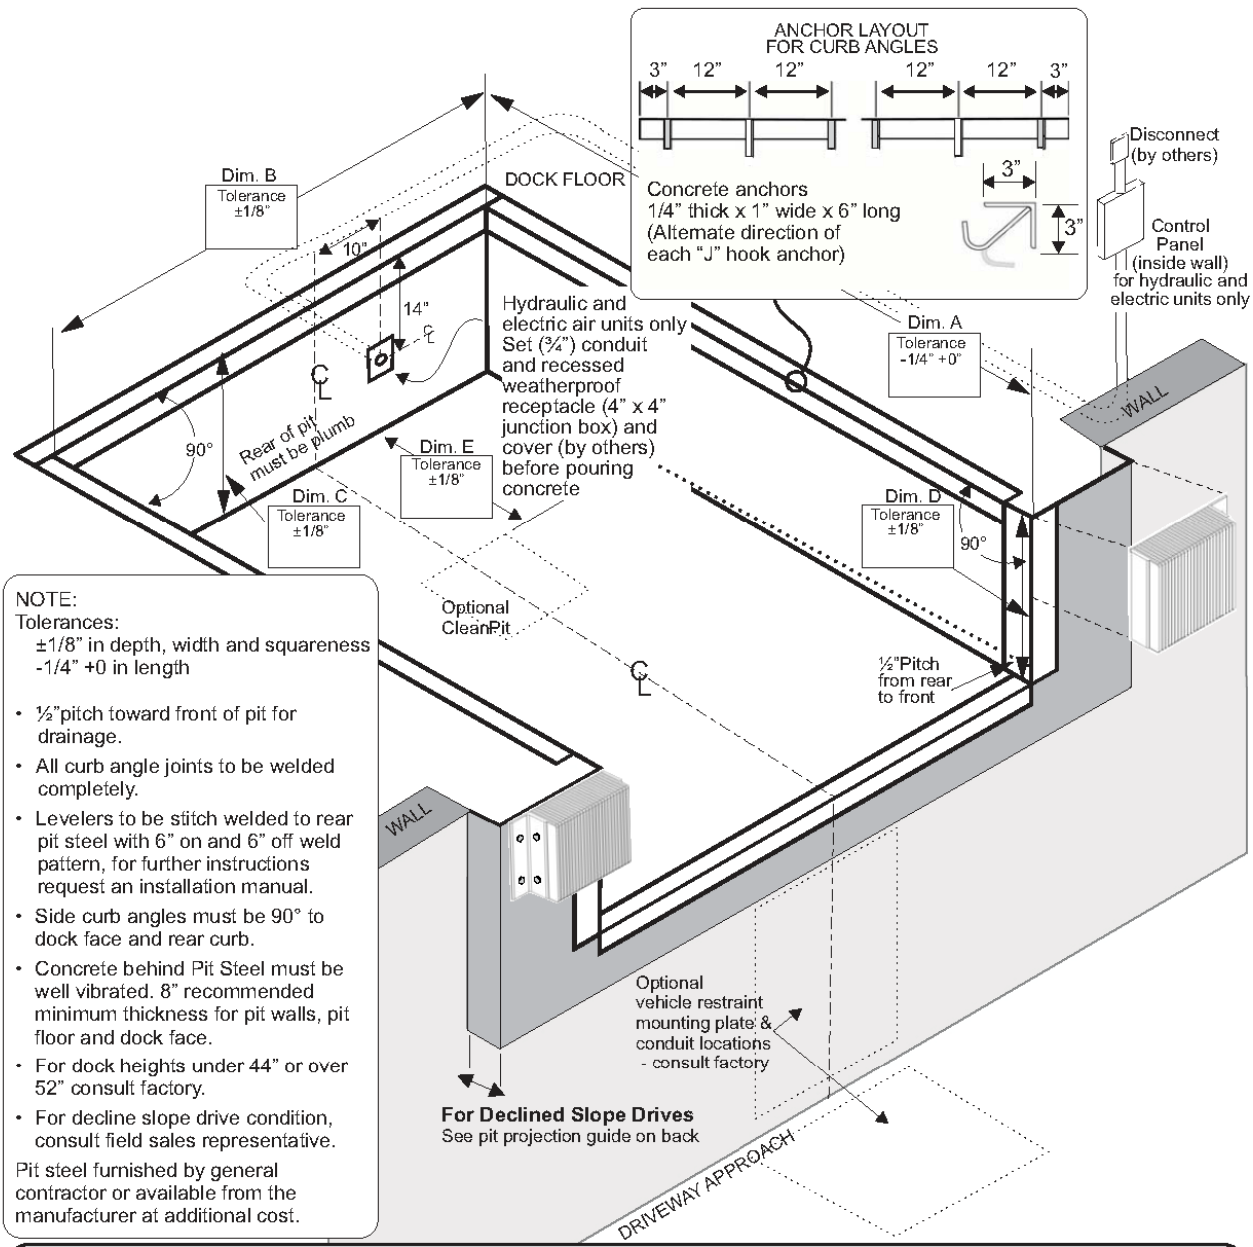 ANCHOR LAYOUT
FOR CURB ANGLES
3” 12” 12” 12” 12” 3”
Concrete anchors
1/4” thick x 1” wide x 6” long
(Alternate direction of
each “J” hook anchor)
3”
3”
Disconnect
(by others)
Control
Panel
(inside wall)
for hydraulic and
electric units only
Dim. B
Tolerance
±1/8”
DOCK FLOOR
10”
14”
CL
CL
Hydraulic and
electric air units only
Set (¾”) conduit
and recessed
weatherproof
receptacle (4” x 4”
junction box) and
cover (by others)
before pouring
concrete
Dim. A
Tolerance
-1/4” +0”
WALL
90°
Rear of pit
must be plumb
Dim. E
Tolerance
±1/8”
Dim. C
Tolerance
±1/8”
Dim. D
Tolerance
±1/8”
90°
Optional
CleanPit
CL
½”Pitch
from rear
to front
NOTE:
Tolerances:
±1/8” in depth, width and squareness
-1/4” +0 in length
• ½”pitch toward front of pit for
drainage.
• All curb angle joints to be welded
completely.
• Levelers to be stitch welded to rear
pit steel with 6” on and 6” off weld
pattern, for further instructions
request an installation manual.
• Side curb angles must be 90° to
dock face and rear curb.
• Concrete behind Pit Steel must be
well vibrated. 8” recommended
minimum thickness for pit walls, pit
floor and dock face.
• For dock heights under 44” or over
52” consult factory.
• For decline slope drive condition,
consult field sales representative.
Pit steel furnished by general
contractor or available from the
manufacturer at additional cost.
WALL
Optional
vehicle restraint
mounting plate &
conduit locations
- consult factory
For Declined Slope Drives
See pit projection guide on back
DRIVEWAY APPROACH